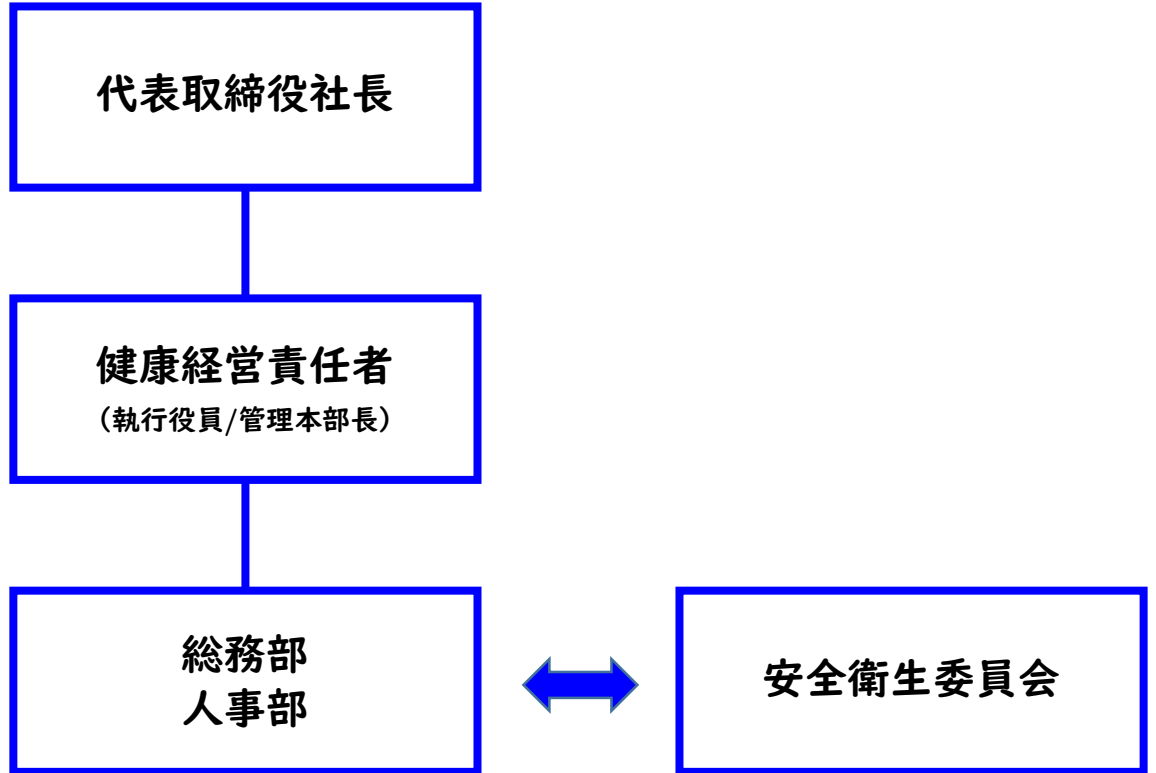 代表取締役社長
健康経営責任者
（執行役員/管理本部長）
総務部
人事部
安全衛生委員会